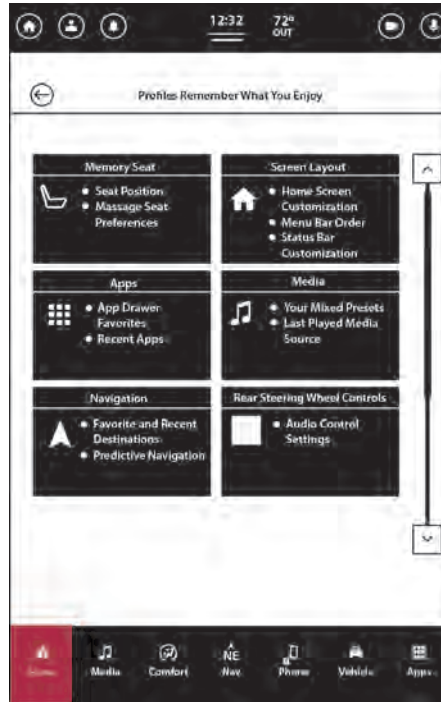 12:32
72°
OUT
Profiles Remember What You Enjoy
Memory Seat
Seat Position
Massage Seat
Preferences
Screen Layout
Home Screen
Customization
Menu Bar Order
Status Bar
Customization
Apps
App Drawer
Favorites
Recent Apps
Media
Your Mixed Presets
Last Played Media
Source
Navigation
Favorite and Recent
Destinations
Predictive Navigation
Rear Steering Wheel Controls
Audio Control
Settings
Home
Media
Comfort
NE
Nav
Phone
Vehicle
Apps